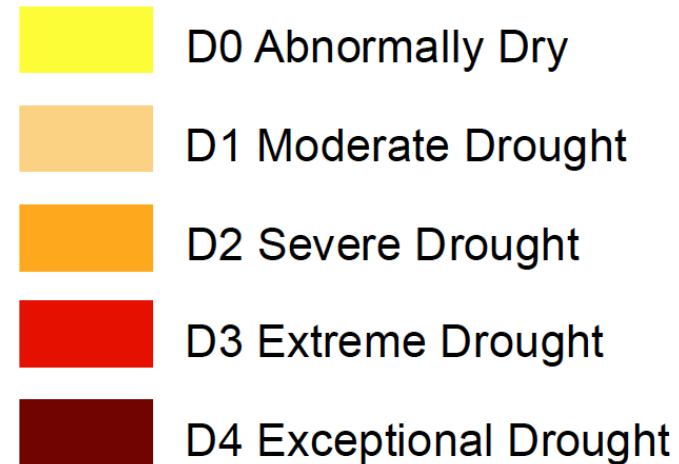 D0 Abnormally Dry
D1 Moderate Drought
D2 Severe Drought
D3 Extreme Drought
D4 Exceptional Drought